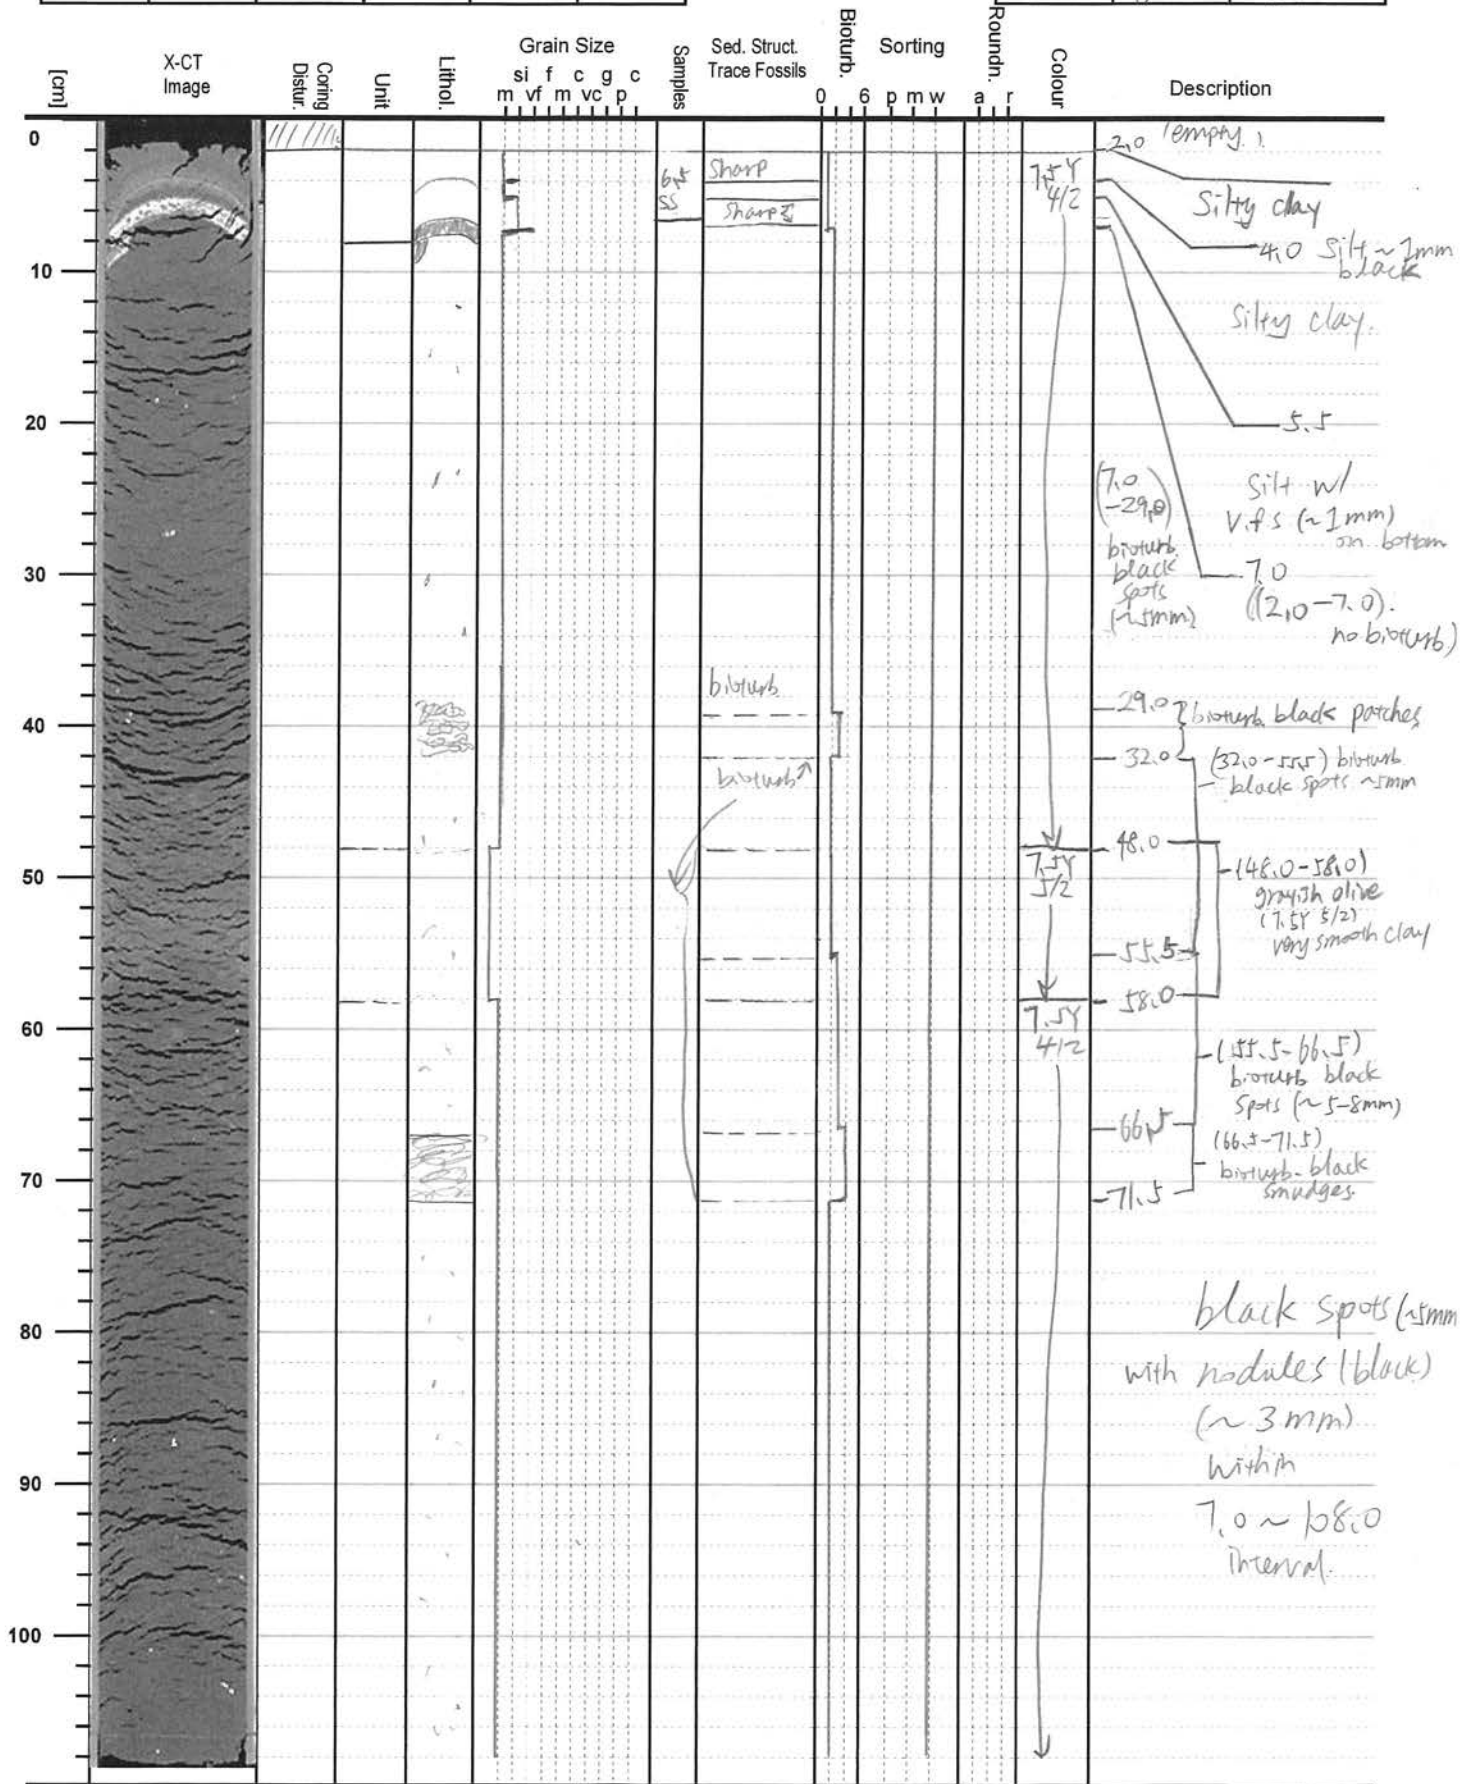 [cm]
X-CT
Image
Coring
Distur.
Unit
Lithol.
Grain Size
si f c g c
m vf m vc p
Samples
Sed. Struct.
Trace Fossils
Bioturb.
0 6
Sorting
p m w
Roundn.
a r
Colour
Description
0
10
20
30
40
50
60
70
80
90
100
6.5
SS
Sharp
Sharp
bioturb
bioturb
7.5Y
4/2
7.5Y
5/2
7.5Y
4/2
2.0 (empty)
Silty clay
4.0 Silt ~1mm
black
Silty clay.
5.5
Silt w/
V.f s (~1mm)
on bottom
7.0
((2.0-7.0).
no bioturb)
(7.0
-29.0)
bioturb.
black
spots
(~5mm)
29.0
bioturb. black patches
32.0
(32.0-55.5) bioturb
black spots ~5mm
48.0
(48.0-58.0)
grayish olive
(7.5Y 5/2)
very smooth clay
55.5
58.0
(55.5-66.5)
bioturb black
spots (~5-8mm)
66.5
(66.5-71.5)
bioturb. black
smudges.
71.5
black spots (~5mm
with nodules (black)
(~3mm)
within
7.0~108.0
interval.